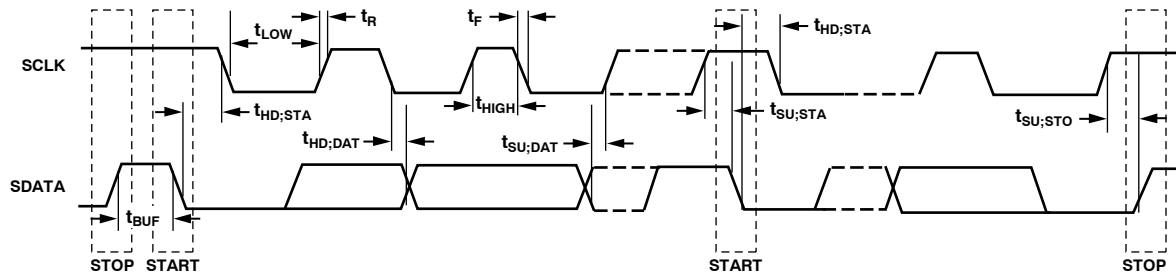 tR
tF
tLOW
tHD;STA
SCLK
tHD;STA
tHIGH
tSU;STA
tSU;STO
tHD;DAT
tSU;DAT
SDATA
tBUF
STOP
START
START
STOP